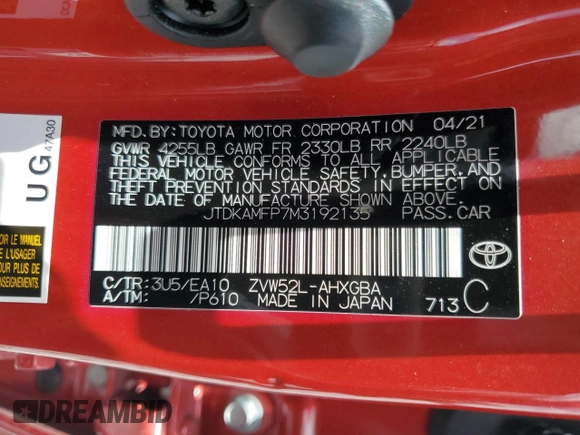 MFD. BY: TOYOTA MOTOR CORPORATION 04/21
GVWR 4255LB GAWR FR 2330LB RR 2240LB
THIS VEHICLE CONFORMS TO ALL APPLICABLE
FEDERAL MOTOR VEHICLE SAFETY, BUMPER, AND
THEFT PREVENTION STANDARDS IN EFFECT ON
THE DATE OF MANUFACTURE SHOWN ABOVE.
JTDKAMFP7M3192135 PASS. CAR
C/TR: 3U5/EA10 ZVW52L-AHXGBA
A/TM: /P610 MADE IN JAPAN 713 C
UG 47A30
de
L'USAGER
pour plus de
DREAMBID